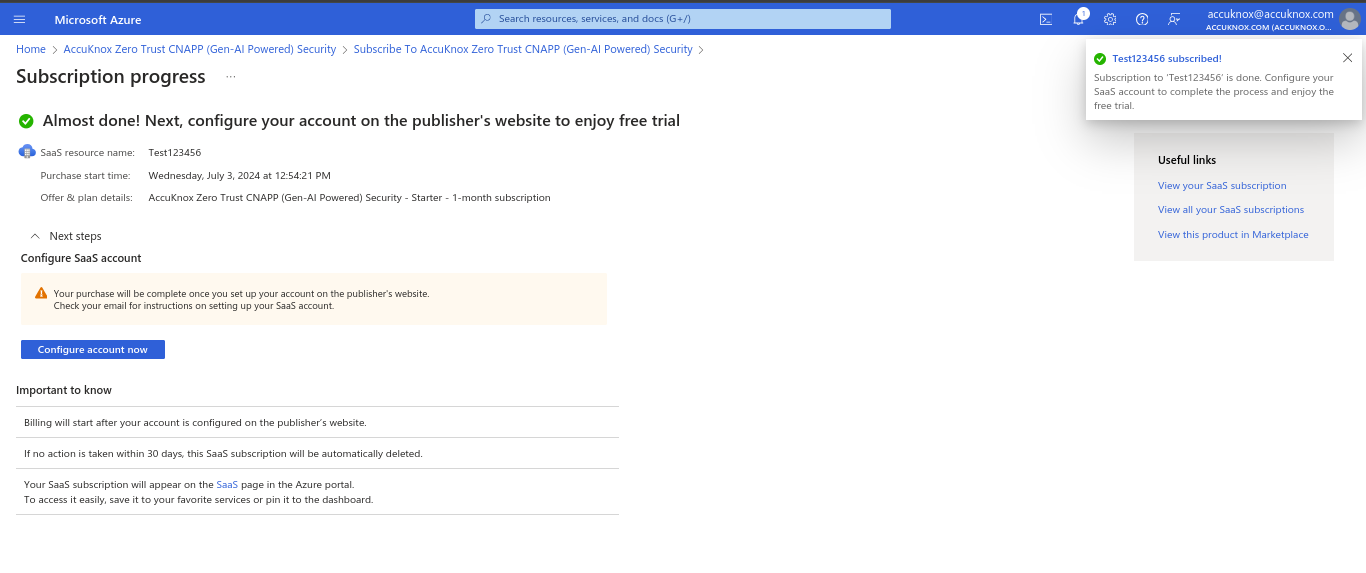 Microsoft Azure
Search resources, services, and docs (G+/)
1
accuknox@accuknox.com
ACCUKNOX.COM (ACCUKNOX.O...
Home > AccuKnox Zero Trust CNAPP (Gen-AI Powered) Security > Subscribe To AccuKnox Zero Trust CNAPP (Gen-AI Powered) Security >
Subscription progress ...
Test123456 subscribed!
Subscription to 'Test123456' is done. Configure your
SaaS account to complete the process and enjoy the
free trial.
Almost done! Next, configure your account on the publisher's website to enjoy free trial
SaaS resource name: Test123456
Purchase start time: Wednesday, July 3, 2024 at 12:54:21 PM
Offer & plan details: AccuKnox Zero Trust CNAPP (Gen-AI Powered) Security - Starter - 1-month subscription
Useful links
View your SaaS subscription
View all your SaaS subscriptions
View this product in Marketplace
Next steps
Configure SaaS account
Your purchase will be complete once you set up your account on the publisher's website.
Check your email for instructions on setting up your SaaS account.
Configure account now
Important to know
Billing will start after your account is configured on the publisher's website.
If no action is taken within 30 days, this SaaS subscription will be automatically deleted.
Your SaaS subscription will appear on the SaaS page in the Azure portal.
To access it easily, save it to your favorite services or pin it to the dashboard.